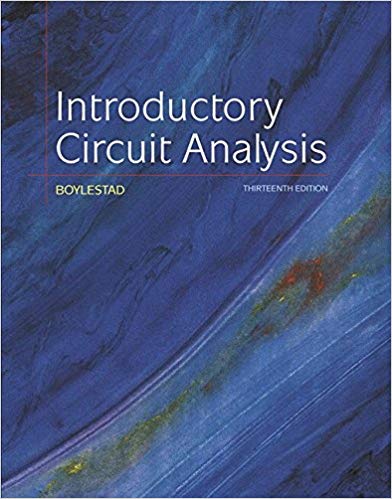 Introductory
Circuit Analysis
BOYLESTAD
THIRTEENTH EDITION